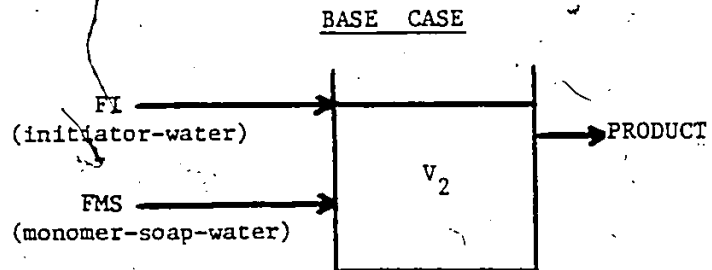 BASE CASE
FI
(initiator-water)
PRODUCT
V2
FMS
(monomer-soap-water)